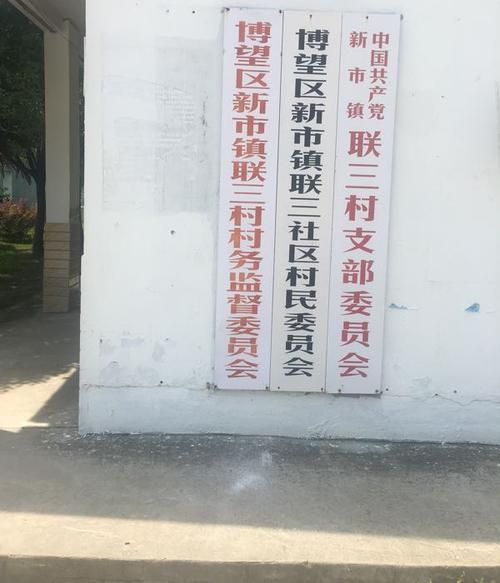 中国共产党
新市镇
联三村支部委员会
博望区新市镇联三社区村民委员会
博望区新市镇联三村村务监督委员会